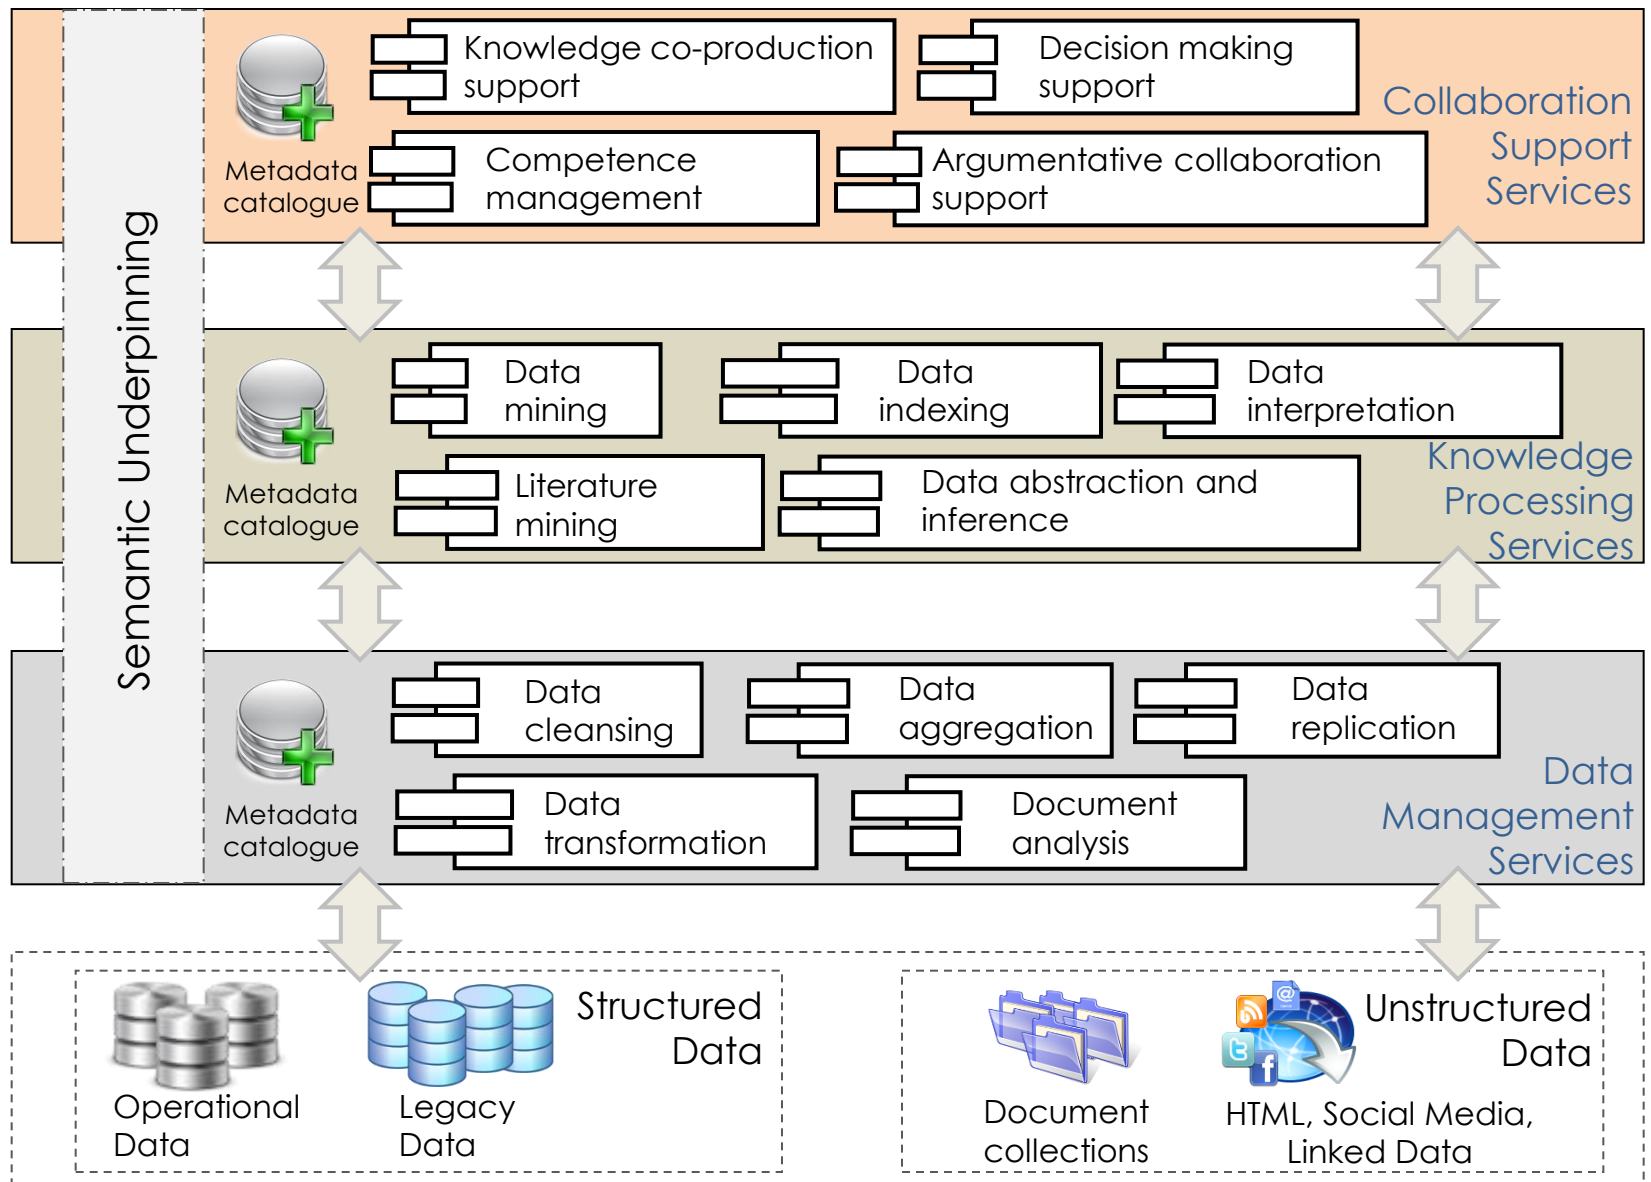 Semantic Underpinning
Metadata
catalogue
Knowledge co-production
support
Decision making
support
Competence
management
Argumentative collaboration
support
Collaboration
Support
Services
Metadata
catalogue
Data
mining
Data
indexing
Data
interpretation
Literature
mining
Data abstraction and
inference
Knowledge
Processing
Services
Metadata
catalogue
Data
cleansing
Data
aggregation
Data
replication
Data
transformation
Document
analysis
Data
Management
Services
Structured
Data
Operational
Data
Legacy
Data
Unstructured
Data
Document
collections
HTML, Social Media,
Linked Data